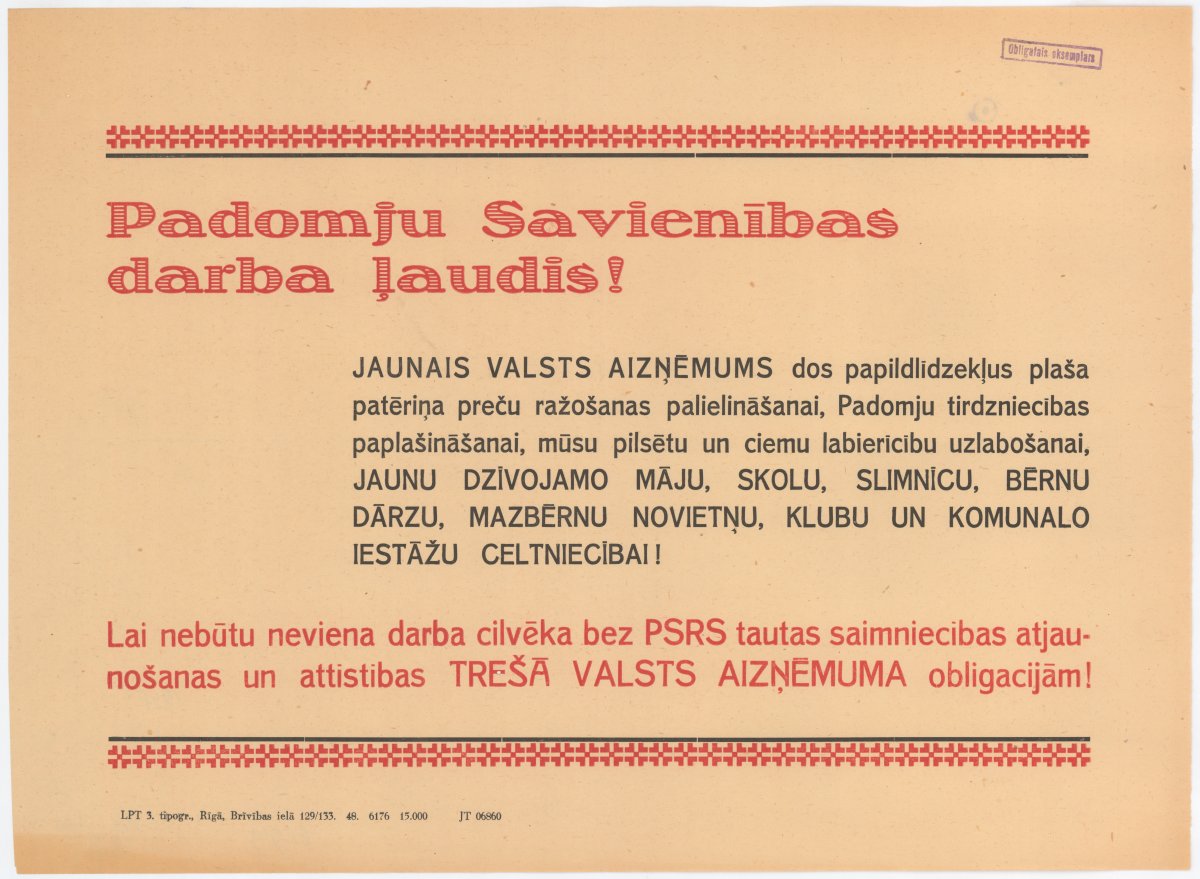 Obligatais eksemplars
Padomju Savienības
darba ļaudis!
JAUNAIS VALSTS AIZŅĒMUMS dos papildlīdzekļus plaša
patēriņa preču ražošanas palielināšanai, Padomju tirdzniecības
paplašināšanai, mūsu pilsētu un ciemu labierīcību uzlabošanai,
JAUNU DZĪVOJAMO MĀJU, SKOLU, SLIMNĪCU, BĒRNU
DĀRZU, MAZBĒRNU NOVIETŅU, KLUBU UN KOMUNALO
IESTĀŽU CELTNIECĪBAI!
Lai nebūtu neviena darba cilvēka bez PSRS tautas saimniecības atjau-
nošanas un attīstības TREŠĀ VALSTS AIZŅĒMUMA obligacijām!
LPT 3. tipogr., Rīgā, Brīvības ielā 129/133. 48. 6176 15.000 JT 06860